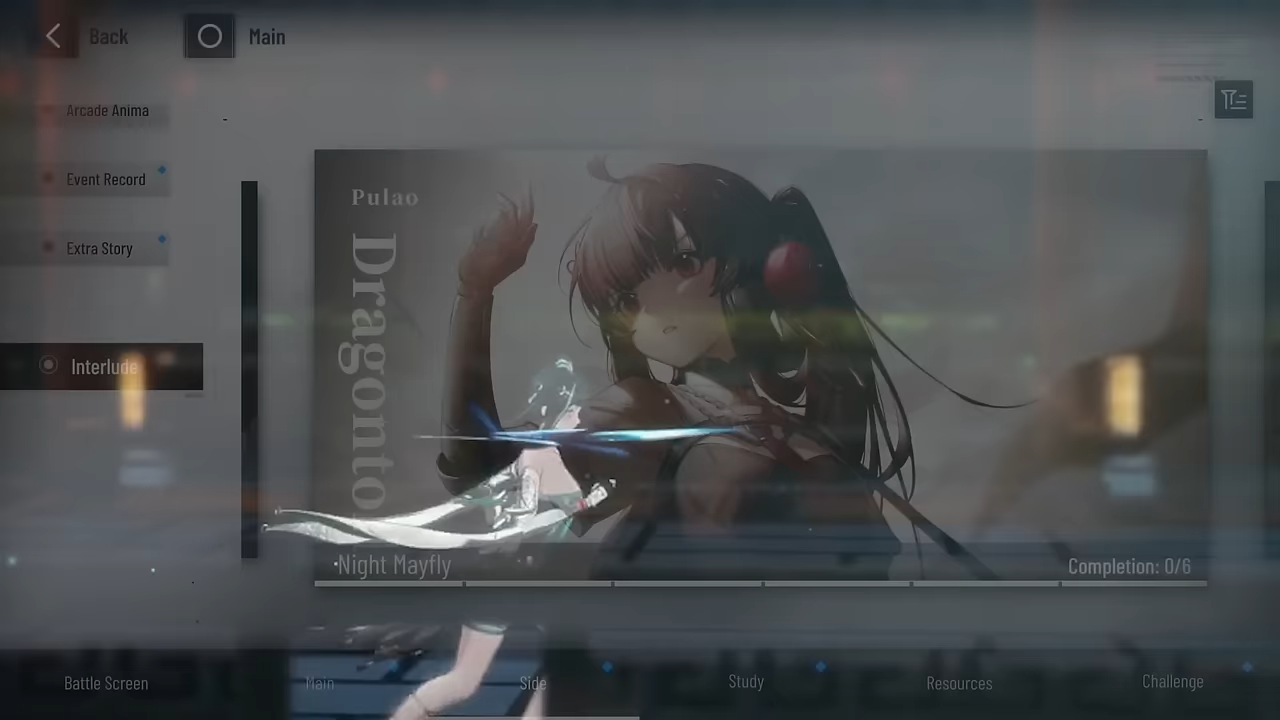 Back
Main
Arcade Anima
Event Record
Extra Story
Interlude
Pulao
Dragonto
Night Mayfly
Completion: 0/6
Battle Screen
Main
Side
Study
Resources
Challenge